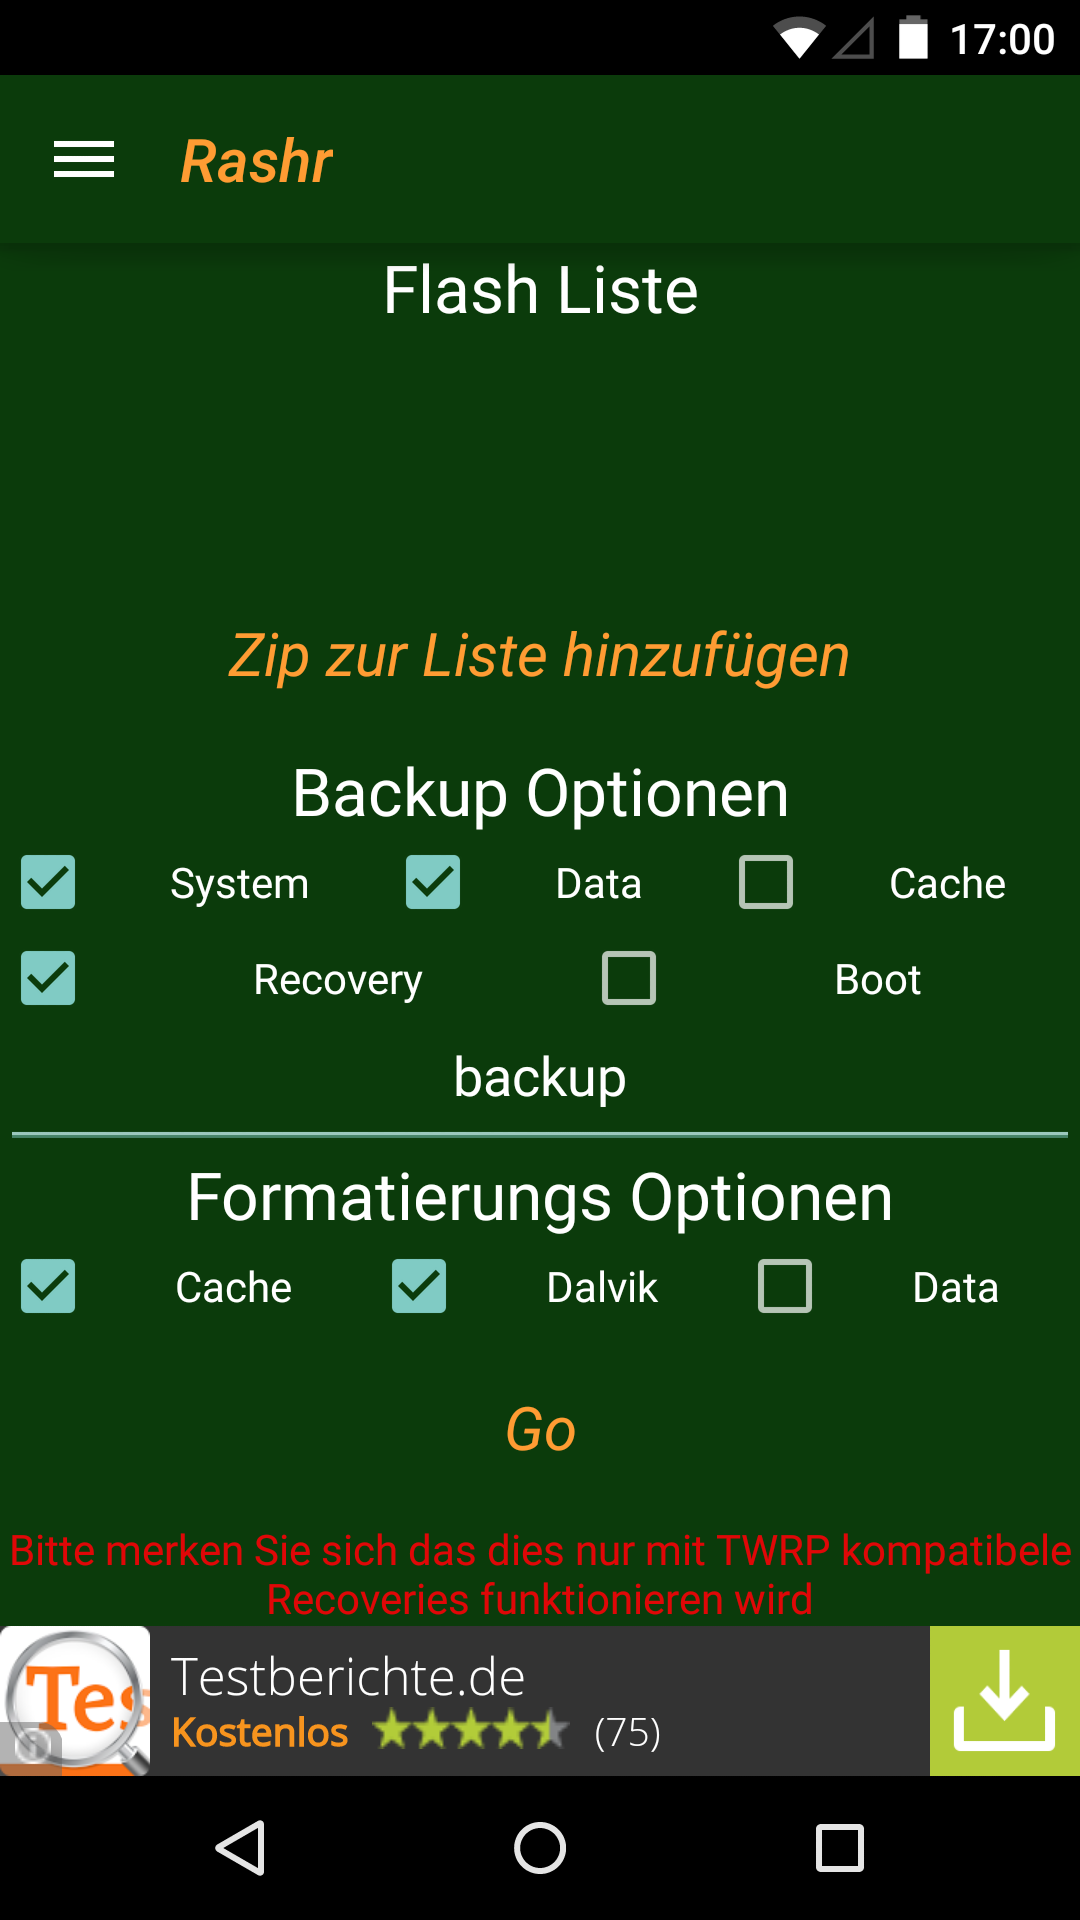 17:00
Rashr
Flash Liste
Zip zur Liste hinzufügen
Backup Optionen
System Data Cache
Recovery Boot
backup
Formatierungs Optionen
Cache Dalvik Data
Go
Bitte merken Sie sich das dies nur mit TWRP kompatibele
Recoveries funktionieren wird
Tes
Testberichte.de
Kostenlos (75)